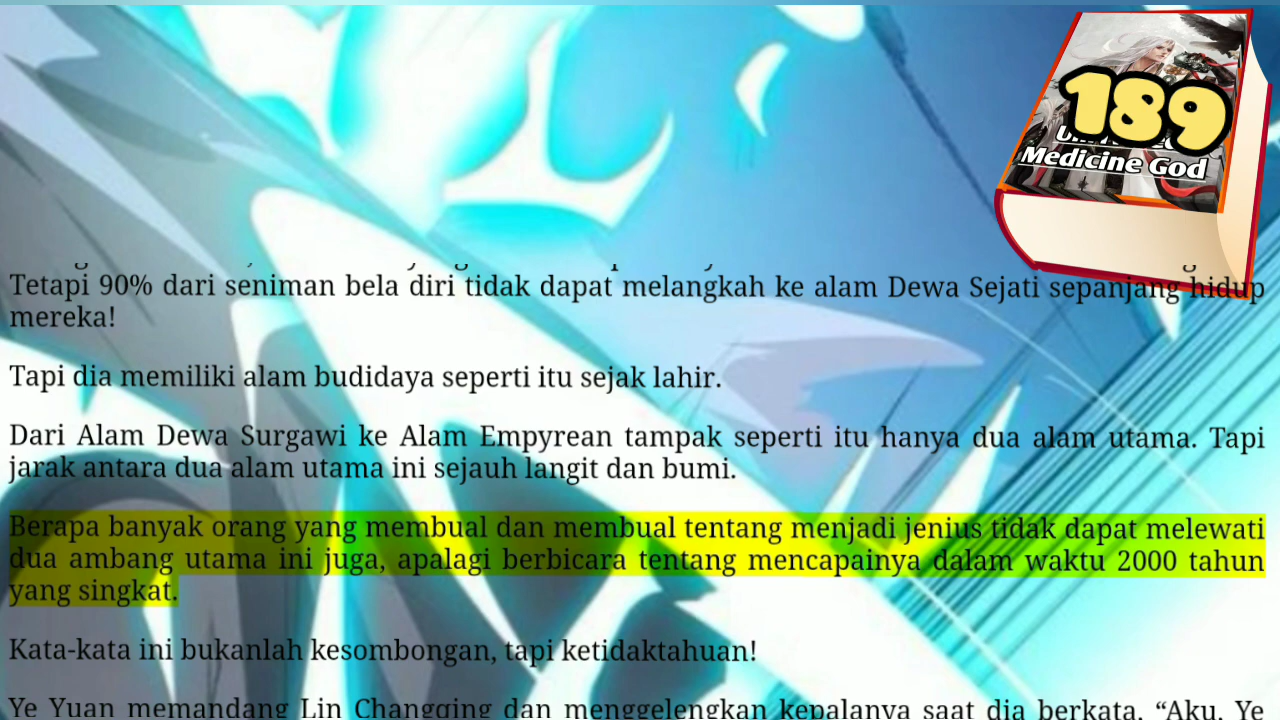 189
Medicine God
Tetapi 90% dari seniman bela diri tidak dapat melangkah ke alam Dewa Sejati sepanjang hidup
mereka!
Tapi dia memiliki alam budidaya seperti itu sejak lahir.
Dari Alam Dewa Surgawi ke Alam Empyrean tampak seperti itu hanya dua alam utama. Tapi
jarak antara dua alam utama ini sejauh langit dan bumi.
Berapa banyak orang yang membual dan membual tentang menjadi jenius tidak dapat melewati
dua ambang utama ini juga, apalagi berbicara tentang mencapainya dalam waktu 2000 tahun
yang singkat.
Kata-kata ini bukanlah kesombongan, tapi ketidaktahuan!
Ye Yuan memandang Lin Changqing dan menggelengkan kepalanya saat dia berkata, “Aku, Ye